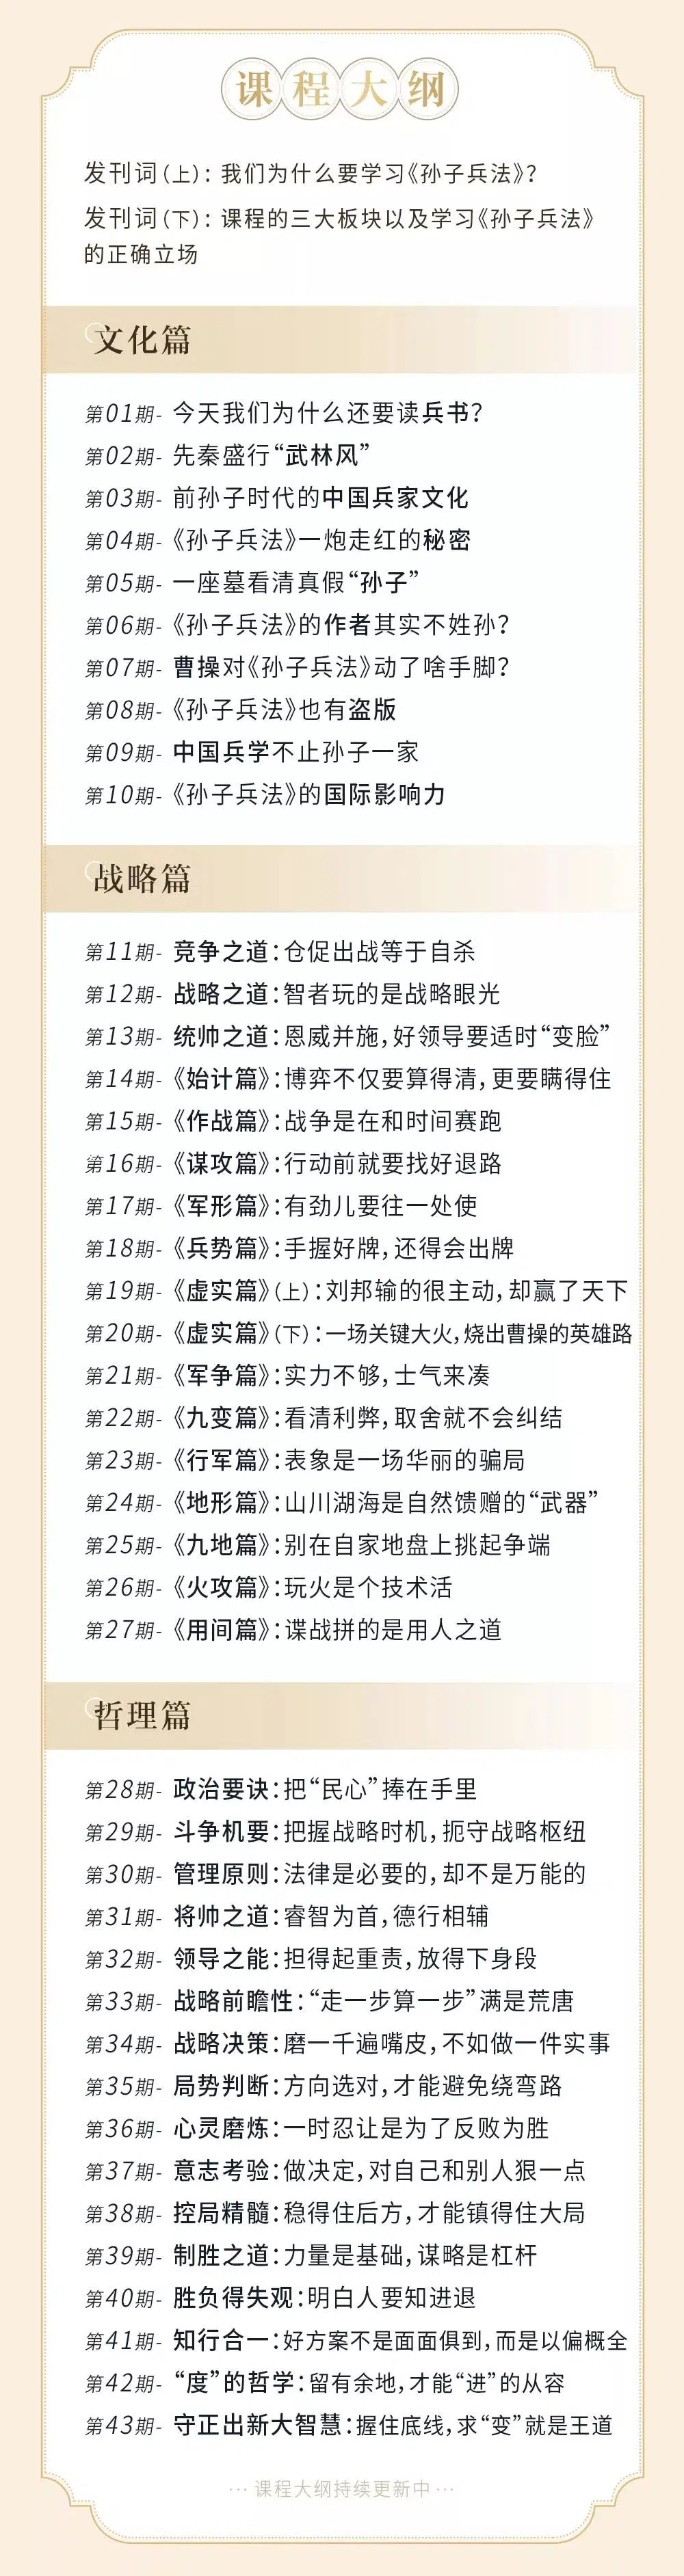 课程大纲
发刊词(上)：我们为什么要学习《孙子兵法》？
发刊词(下)：课程的三大板块以及学习《孙子兵法》
的正确立场
文化篇
第01期- 今天我们为什么还要读兵书？
第02期- 先秦盛行“武林风”
第03期- 前孙子时代的中国兵家文化
第04期-《孙子兵法》一炮走红的秘密
第05期- 一座墓看清真假“孙子”
第06期-《孙子兵法》的作者其实不姓孙？
第07期- 曹操对《孙子兵法》动了啥手脚？
第08期-《孙子兵法》也有盗版
第09期- 中国兵学不止孙子一家
第10期-《孙子兵法》的国际影响力
战略篇
第11期- 竞争之道：仓促出战等于自杀
第12期- 战略之道：智者玩的是战略眼光
第13期- 统帅之道：恩威并施，好领导要适时“变脸”
第14期-《始计篇》：博弈不仅要算得清，更要瞒得住
第15期-《作战篇》：战争是在和时间赛跑
第16期-《谋攻篇》：行动前就要找好退路
第17期-《军形篇》：有劲儿要往一处使
第18期-《兵势篇》：手握好牌，还得会出牌
第19期-《虚实篇》(上)：刘邦输的很主动，却赢了天下
第20期-《虚实篇》(下)：一场关键大火，烧出曹操的英雄路
第21期-《军争篇》：实力不够，士气来凑
第22期-《九变篇》：看清利弊，取舍就不会纠结
第23期-《行军篇》：表象是一场华丽的骗局
第24期-《地形篇》：山川湖海是自然馈赠的“武器”
第25期-《九地篇》：别在自家地盘上挑起争端
第26期-《火攻篇》：玩火是个技术活
第27期-《用间篇》：谍战拼的是用人之道
哲理篇
第28期- 政治要诀：把“民心”捧在手里
第29期- 斗争机要：把握战略时机，扼守战略枢纽
第30期- 管理原则：法律是必要的，却不是万能的
第31期- 将帅之道：睿智为首，德行相辅
第32期- 领导之能：担得起重责，放得下身段
第33期- 战略前瞻性：“走一步算一步”满是荒唐
第34期- 战略决策：磨一千遍嘴皮，不如做一件实事
第35期- 局势判断：方向选对，才能避免绕弯路
第36期- 心灵磨炼：一时忍让是为了反败为胜
第37期- 意志考验：做决定，对自己和别人狠一点
第38期- 控局精髓：稳得住后方，才能镇得住大局
第39期- 制胜之道：力量是基础，谋略是杠杆
第40期- 胜负得失观：明白人要知进退
第41期- 知行合一：好方案不是面面俱到，而是以偏概全
第42期- “度”的哲学：留有余地，才能“进”的从容
第43期- 守正出新大智慧：握住底线，求“变”就是王道
···课程大纲持续更新中···